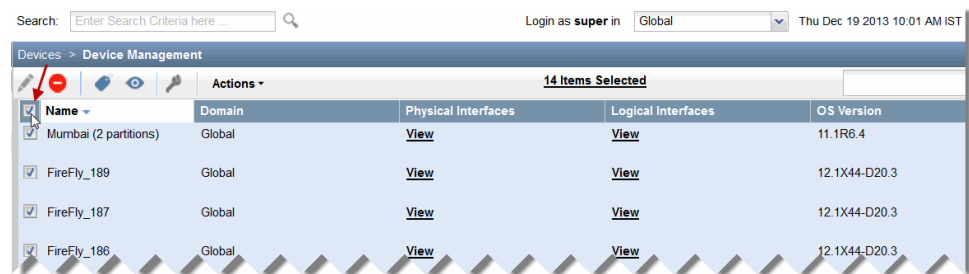 Search: Enter Search Criteria here ... Login as super in Global Thu Dec 19 2013 10:01 AM IST
Devices > Device Management
Actions 14 Items Selected
Name Domain Physical Interfaces Logical Interfaces OS Version
Mumbai (2 partitions) Global View View 11.1R6.4
FireFly_189 Global View View 12.1X44-D20.3
FireFly_187 Global View View 12.1X44-D20.3
FireFly_186 Global View View 12.1X44-D20.3